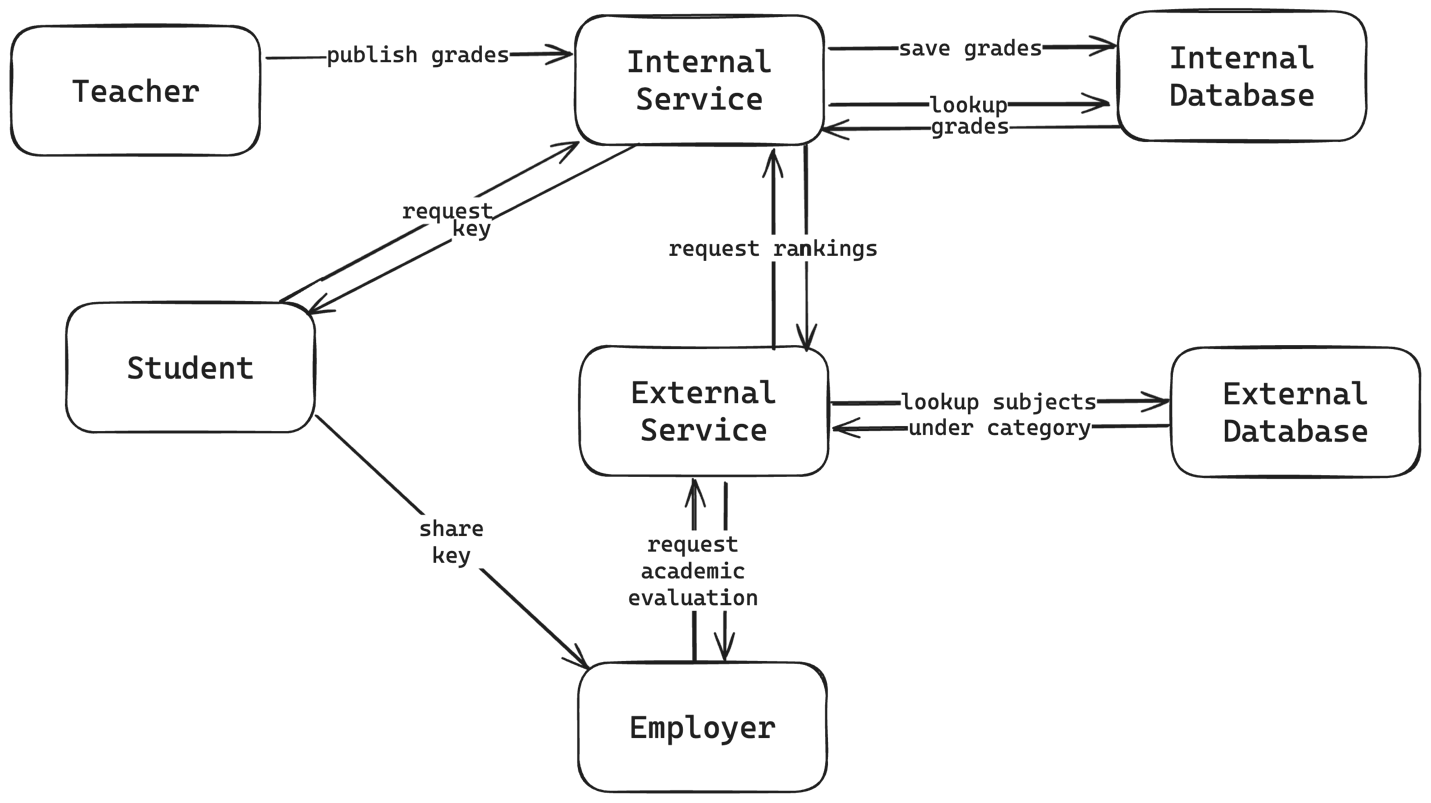 Teacher
publish grades
Internal
Service
save grades
lookup
grades
Internal
Database
request
key
request rankings
Student
External
Service
lookup subjects
under category
External
Database
share
key
request
academic
evaluation
Employer